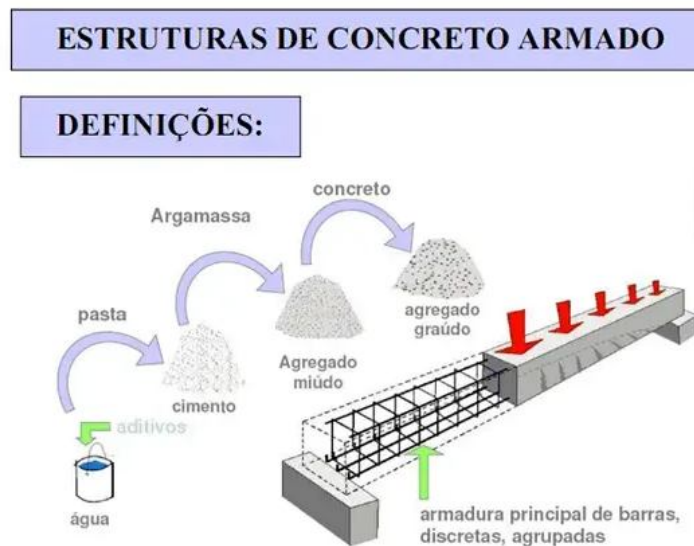 ESTRUTURAS DE CONCRETO ARMADO
DEFINIÇÕES:
concreto
Argamassa
pasta
agregado
graúdo
Agregado
miúdo
cimento
aditivos
água
armadura principal de barras,
discretas, agrupadas